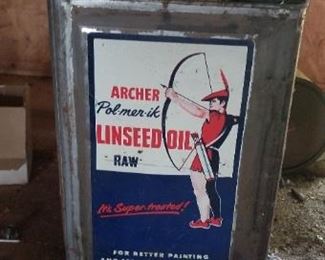 ARCHER
Pol-mer-ik
LINSEED OIL
RAW
It's Super-treated!
FOR BETTER PAINTING